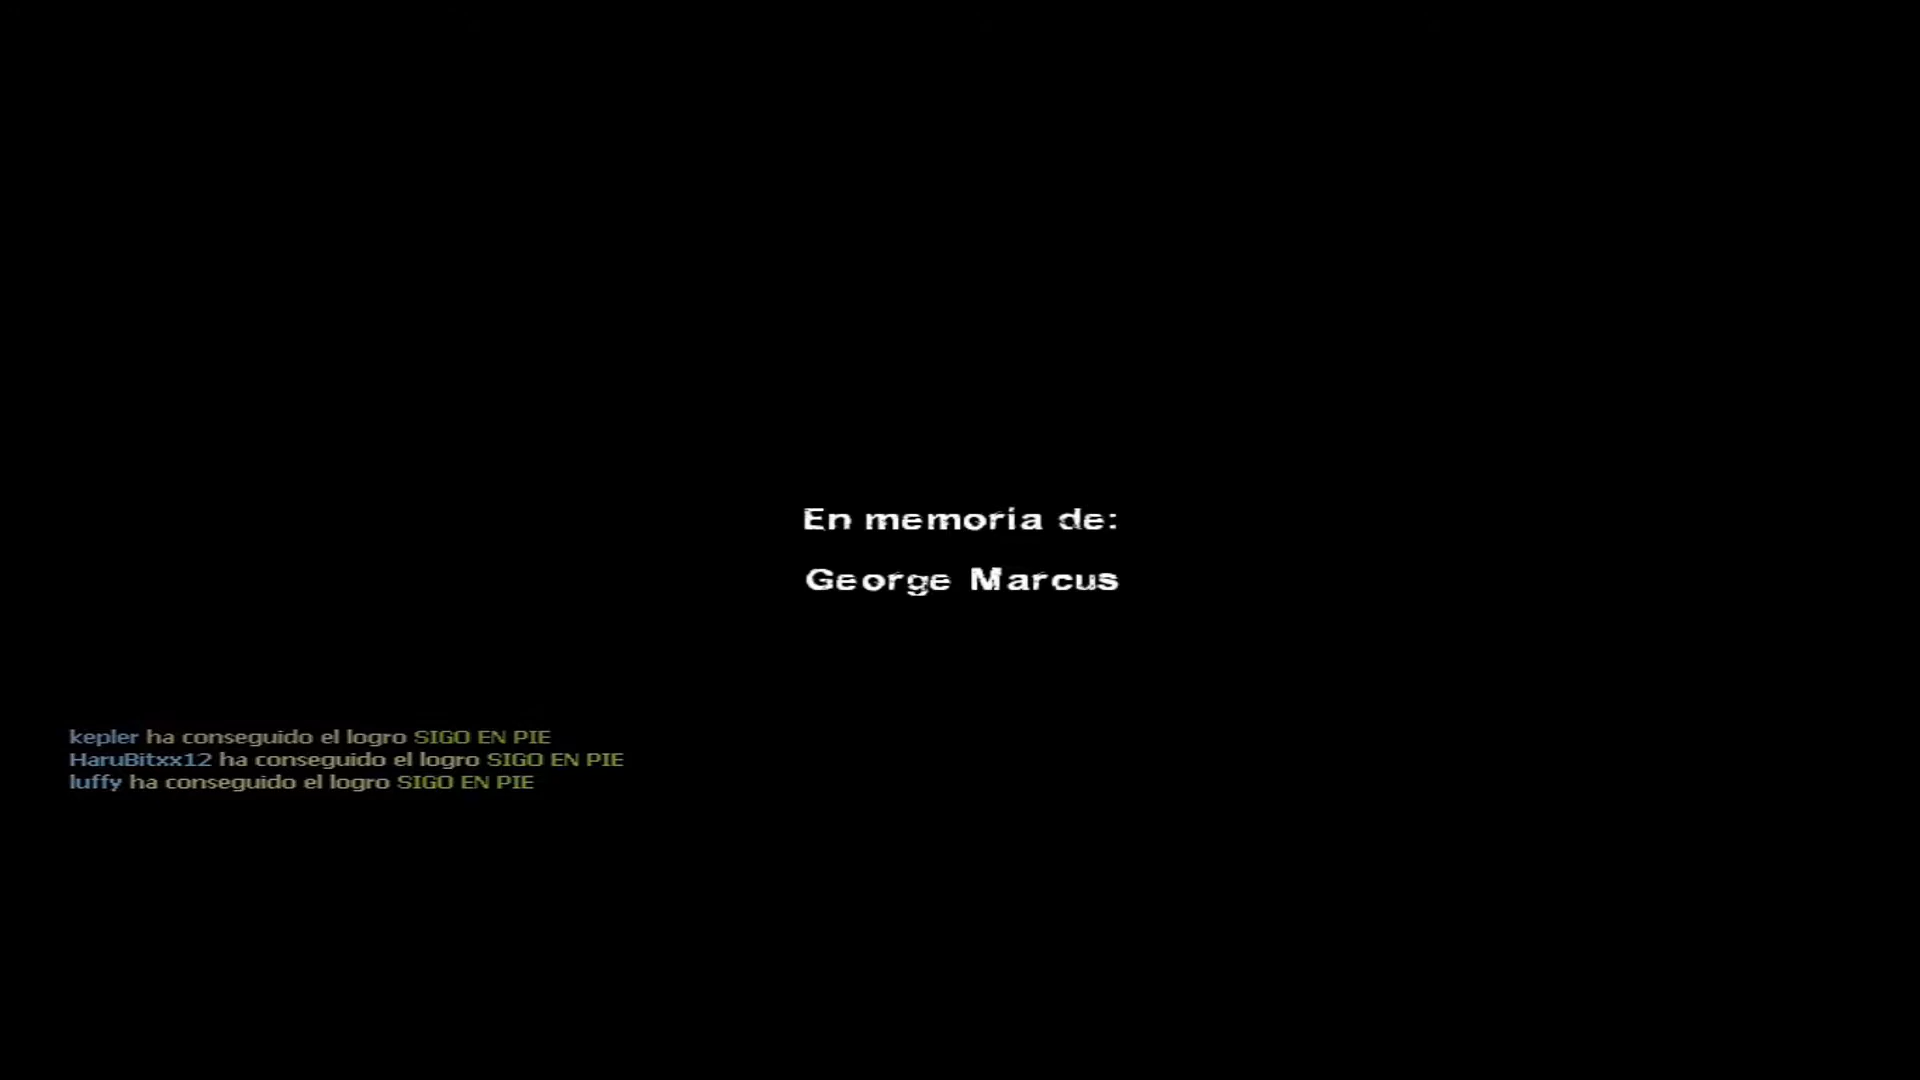 En memoria de:
George Marcus
kepler ha conseguido el logro SIGO EN PIE
HaruBitxx12 ha conseguido el logro SIGO EN PIE
luffy ha conseguido el logro SIGO EN PIE